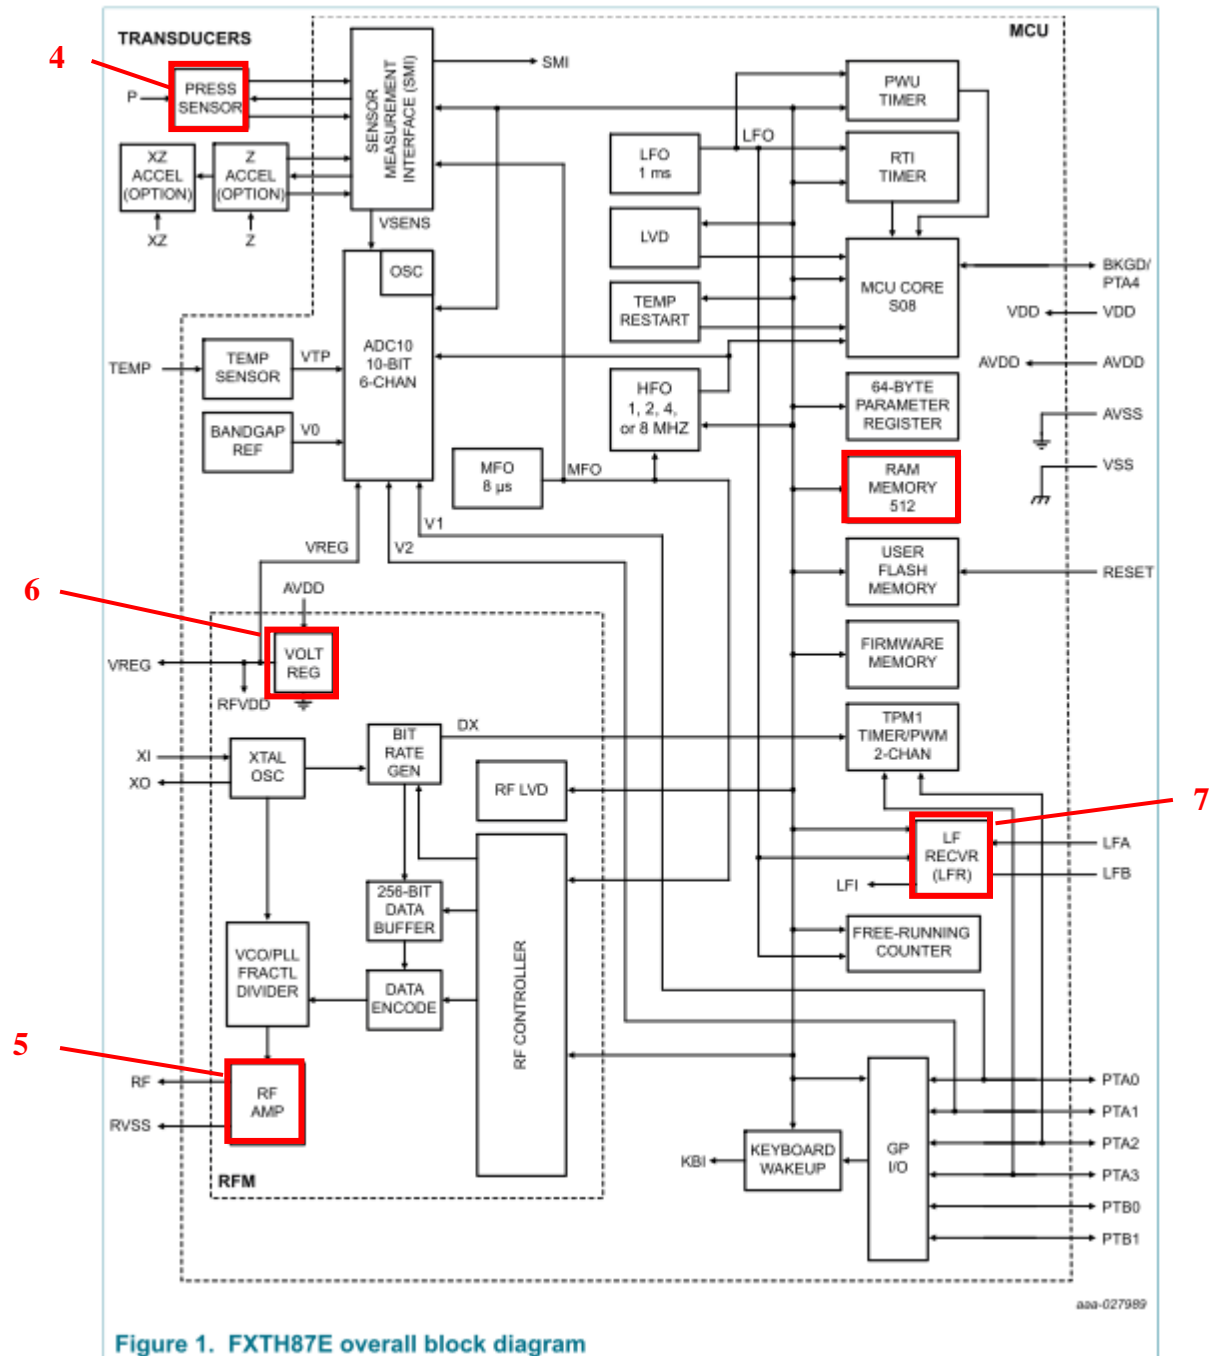 TRANSDUCERS
MCU
4
PRESS
SENSOR
P
SENSOR
MEASUREMENT
INTERFACE (SMI)
SMI
PWU
TIMER
LFO
LFO
1 ms
RTI
TIMER
XZ
ACCEL
(OPTION)
Z
ACCEL
(OPTION)
XZ
Z
VSENS
LVD
OSC
MCU CORE
S08
BKGD/
PTA4
TEMP
RESTART
VDD
VDD
ADC10
10-BIT
6-CHAN
TEMP
TEMP
SENSOR
VTP
AVDD
AVDD
HFO
1, 2, 4,
or 8 MHZ
64-BYTE
PARAMETER
REGISTER
AVSS
BANDGAP
REF
V0
MFO
8 µs
MFO
RAM
MEMORY
512
VSS
V1
V2
VREG
USER
FLASH
MEMORY
RESET
6
AVDD
VOLT
REG
VREG
RFVDD
FIRMWARE
MEMORY
TPM1
TIMER/PWM
2-CHAN
DX
BIT
RATE
GEN
XI
XO
XTAL
OSC
RF LVD
7
LF
RECVR
(LFR)
LFA
LFB
LFI
256-BIT
DATA
BUFFER
FREE-RUNNING
COUNTER
VCO/PLL
FRACTL
DIVIDER
DATA
ENCODE
RF CONTROLLER
5
RF
RF
AMP
RVSS
RFM
KBI
KEYBOARD
WAKEUP
GP
I/O
PTA0
PTA1
PTA2
PTA3
PTB0
PTB1
aaa-027989
Figure 1. FXTH87E overall block diagram